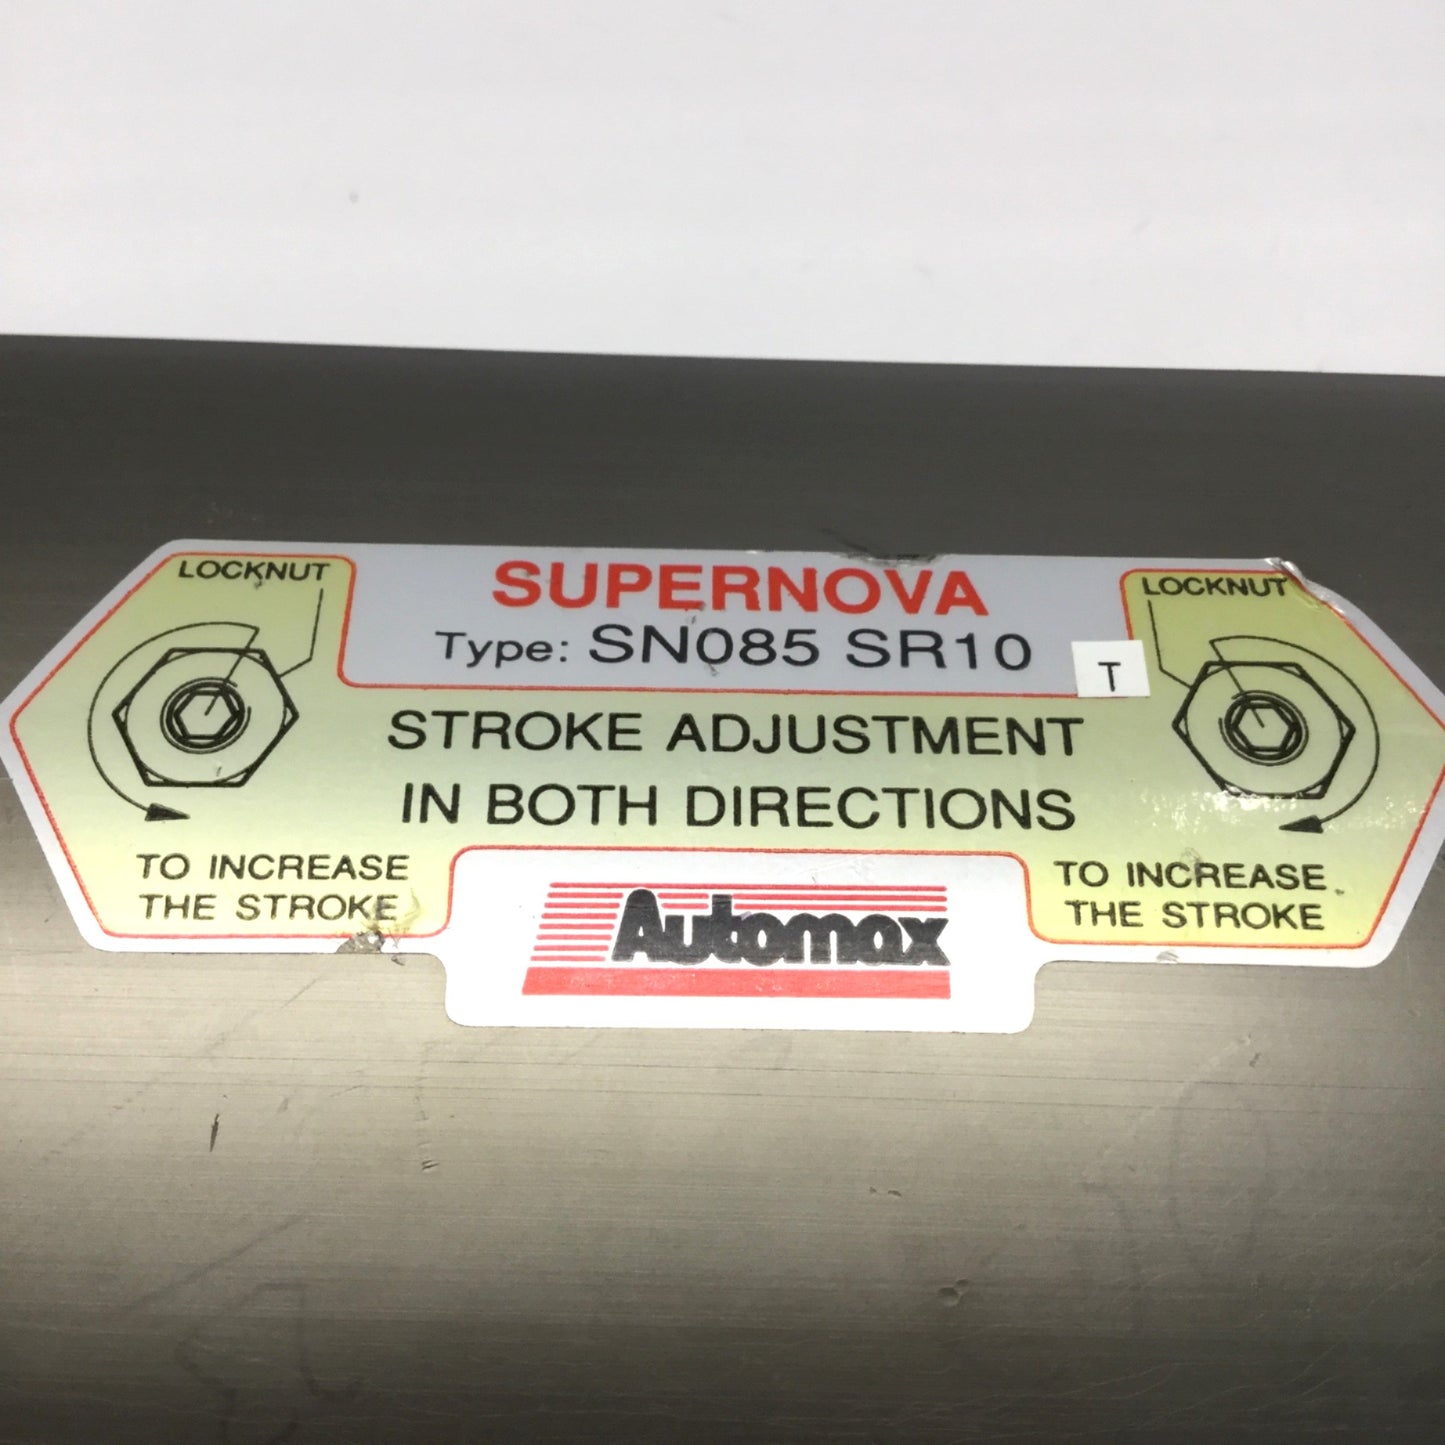 LOCKNUT
SUPERNOVA
LOCKNUT
Type: SN085 SR10
T
STROKE ADJUSTMENT
IN BOTH DIRECTIONS
TO INCREASE
THE STROKE
TO INCREASE
THE STROKE
Automax